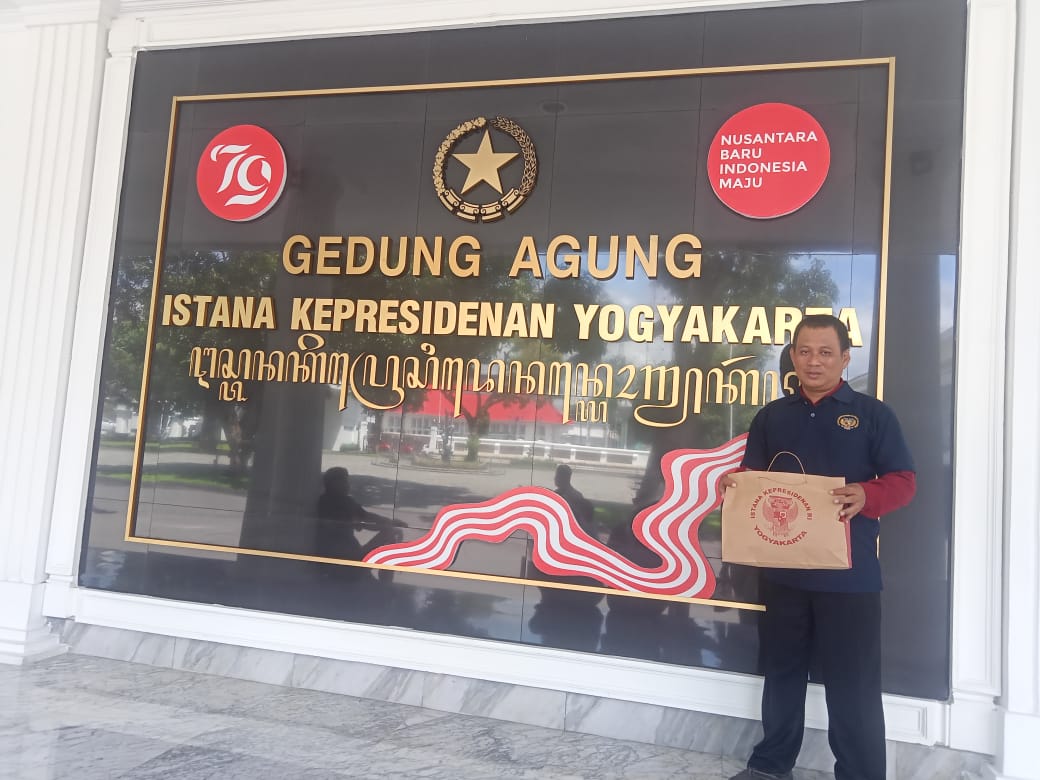 79
NUSANTARA
BARU
INDONESIA
MAJU
GEDUNG AGUNG
ISTANA KEPRESIDENAN YOGYAKARTA
ISTANA KEPRESIDENAN RI
YOGYAKARTA